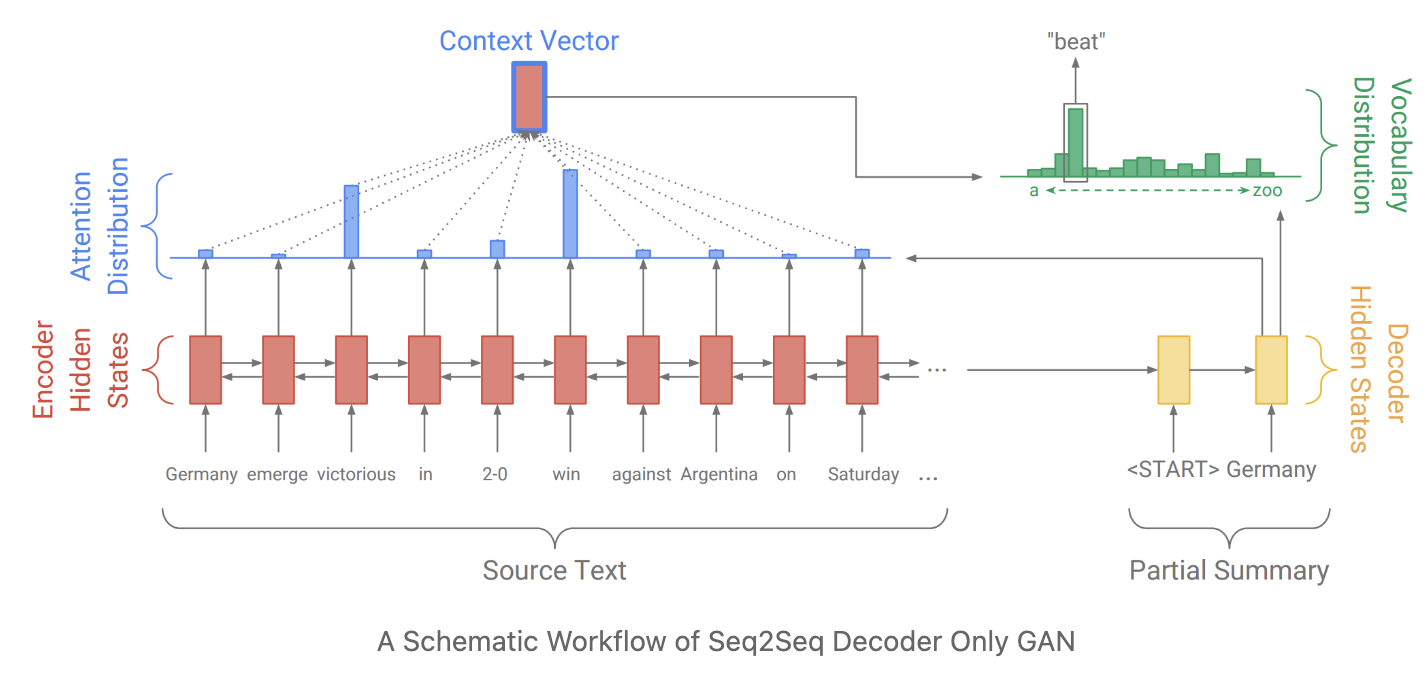 Context Vector
"beat"
Vocabulary
Distribution
a
zoo
Attention
Distribution
Encoder
Hidden
States
...
Decoder
Hidden States
Germany emerge victorious in 2-0 win against Argentina on Saturday ...
<START> Germany
Source Text
Partial Summary
A Schematic Workflow of Seq2Seq Decoder Only GAN